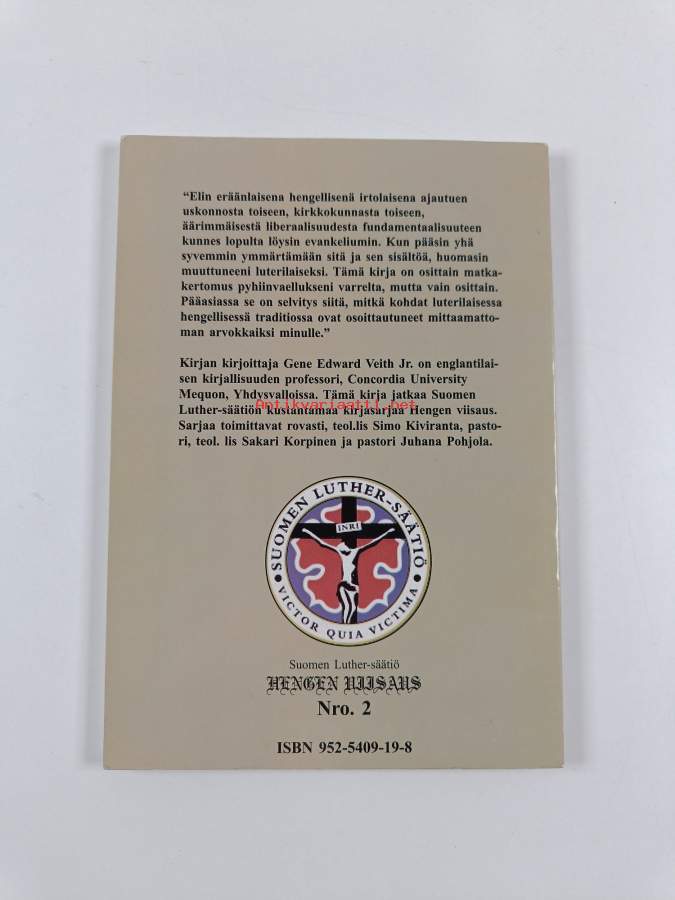 “Elin eräänlaisena hengellisenä irtolaisena ajautuen
uskonnosta toiseen, kirkkokunnasta toiseen,
äärimmäisestä liberaalisuudesta fundamentaalisuuteen
kunnes lopulta löysin evankeliumin. Kun pääsin yhä
syvemmin ymmärtämään sitä ja sen sisältöä, huomasin
muuttuneeni luterilaiseksi. Tämä kirja on osittain matka-
kertomus pyhiinvaellukseni varrelta, mutta vain osittain.
Pääasiassa se on selvitys siitä, mitkä kohdat luterilaisessa
hengellisessä traditiossa ovat osoittautuneet mittaamatto-
man arvokkaiksi minulle.”
Kirjan kirjoittaja Gene Edward Veith Jr. on englantilai-
sen kirjallisuuden professori, Concordia University
Mequon, Yhdysvalloissa. Tämä kirja jatkaa Suomen
Luther-säätiön kustantamaa kirjasarjaa Hengen viisaus.
Antikvariaatti.net
Sarjaa toimittavat rovasti, teol.lis Simo Kiviranta, pasto-
ri, teol. lis Sakari Korpinen ja pastori Juhana Pohjola.
SUOMEN LUTHER-SÄÄTIÖ
INRI
VICTOR QUIA VICTIMA
Suomen Luther-säätiö
HENGEN VIISAUS
Nro. 2
ISBN 952-5409-19-8